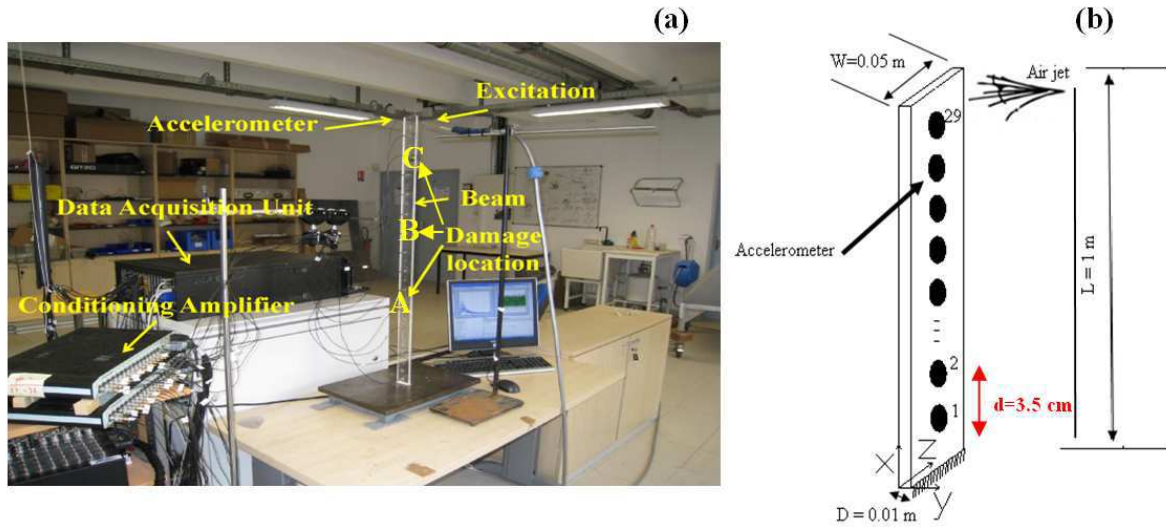 (a)
Excitation
Accelerometer
C
Beam
Data Acquisition Unit
B
Damage
location
A
Conditioning Amplifier
(b)
W=0.05 m
Air jet
29
Accelerometer
L = 1 m
2
d=3.5 cm
1
X
Z
y
D = 0.01 m